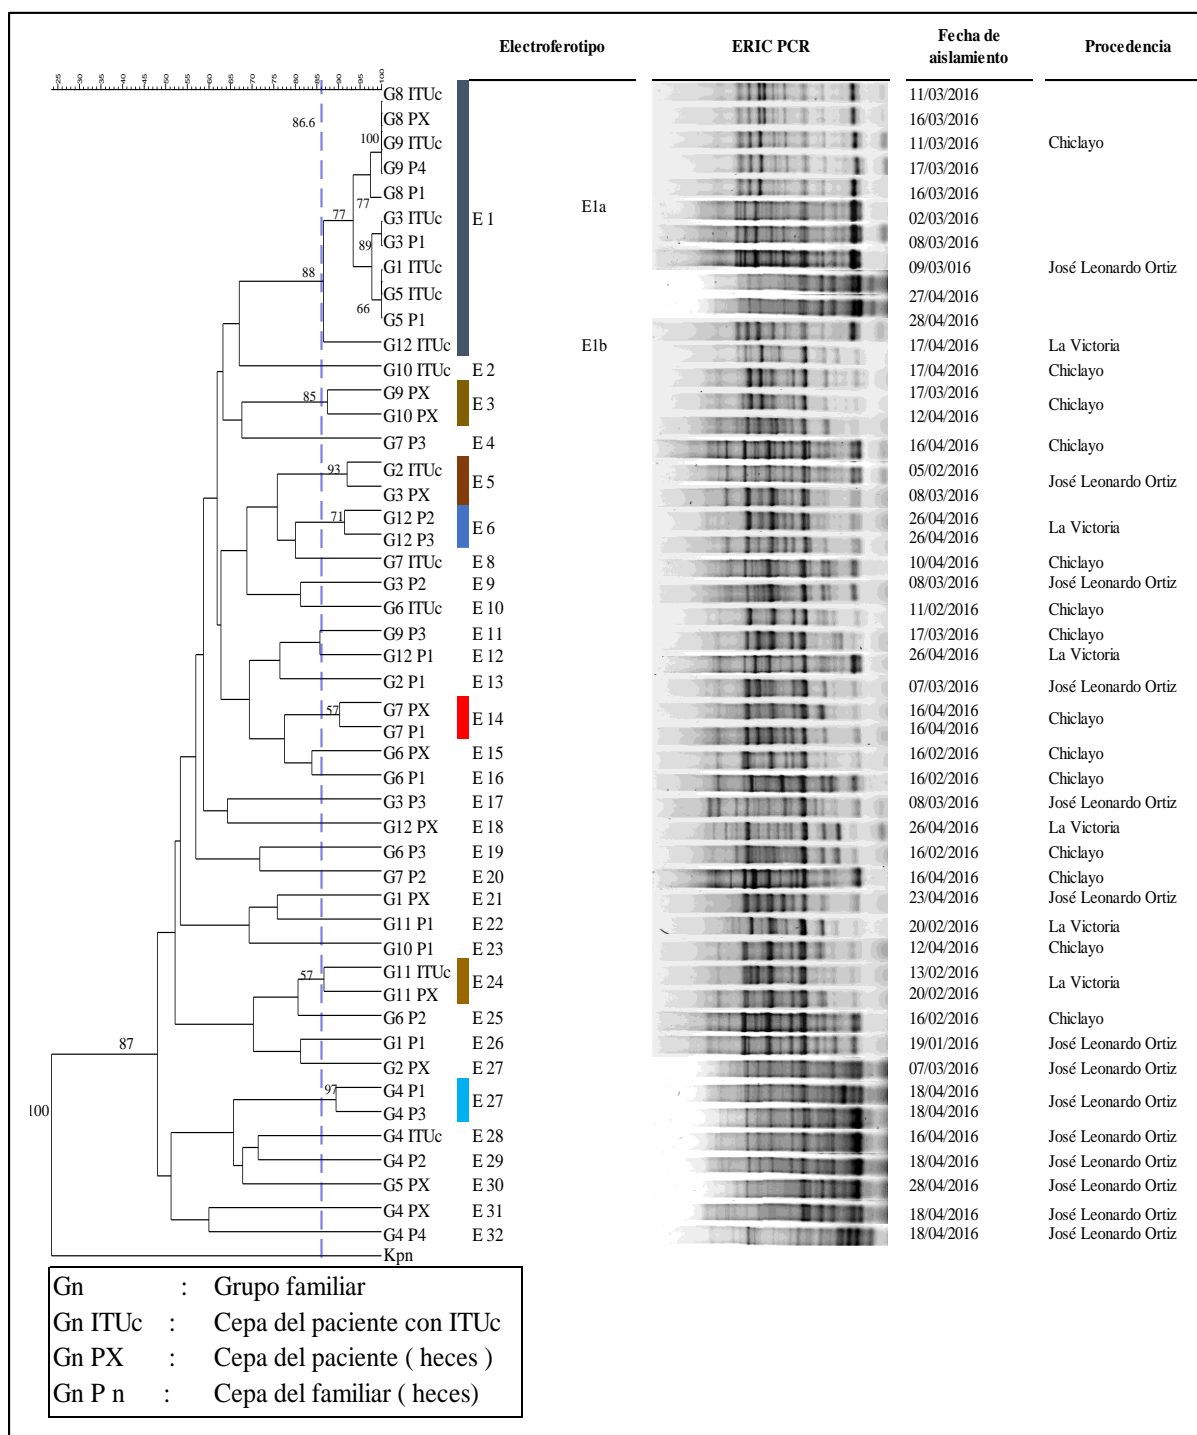 Electroferotipo ERIC PCR Fecha de aislamiento Procedencia
25 30 35 40 45 50 55 60 65 70 75 80 85 90 95 100
G8 ITUc 11/03/2016
86.6
G8 PX 16/03/2016
100 G9 ITUc 11/03/2016 Chiclayo
G9 P4 17/03/2016
77
G8 P1 16/03/2016
E1a
77 G3 ITUc E 1 02/03/2016
89 G3 P1 08/03/2016
88 G1 ITUc 09/03/016 José Leonardo Ortiz
G5 ITUc 27/04/2016
66
G5 P1 28/04/2016
G12 ITUc E1b 17/04/2016 La Victoria
G10 ITUc E 2 17/04/2016 Chiclayo
85 G9 PX 17/03/2016
E 3 Chiclayo
G10 PX 12/04/2016
G7 P3 E 4 16/04/2016 Chiclayo
93 G2 ITUc 05/02/2016
E 5 José Leonardo Ortiz
G3 PX 08/03/2016
71 G12 P2 26/04/2016
E 6 La Victoria
G12 P3 26/04/2016
G7 ITUc E 8 10/04/2016 Chiclayo
G3 P2 E 9 08/03/2016 José Leonardo Ortiz
G6 ITUc E 10 11/02/2016 Chiclayo
G9 P3 E 11 17/03/2016 Chiclayo
G12 P1 E 12 26/04/2016 La Victoria
G2 P1 E 13 07/03/2016 José Leonardo Ortiz
57 G7 PX 16/04/2016
E 14 Chiclayo
G7 P1 16/04/2016
G6 PX E 15 16/02/2016 Chiclayo
G6 P1 E 16 16/02/2016 Chiclayo
G3 P3 E 17 08/03/2016 José Leonardo Ortiz
G12 PX E 18 26/04/2016 La Victoria
G6 P3 E 19 16/02/2016 Chiclayo
G7 P2 E 20 16/04/2016 Chiclayo
G1 PX E 21 23/04/2016 José Leonardo Ortiz
G11 P1 E 22 20/02/2016 La Victoria
G10 P1 E 23 12/04/2016 Chiclayo
57 G11 ITUc 13/02/2016
E 24 La Victoria
G11 PX 20/02/2016
G6 P2 E 25 16/02/2016 Chiclayo
87 G1 P1 E 26 19/01/2016 José Leonardo Ortiz
G2 PX E 27 07/03/2016 José Leonardo Ortiz
97 G4 P1 18/04/2016
E 27 José Leonardo Ortiz
100 G4 P3 18/04/2016
G4 ITUc E 28 16/04/2016 José Leonardo Ortiz
G4 P2 E 29 18/04/2016 José Leonardo Ortiz
G5 PX E 30 28/04/2016 José Leonardo Ortiz
G4 PX E 31 18/04/2016 José Leonardo Ortiz
G4 P4 E 32 18/04/2016 José Leonardo Ortiz
Kpn
Gn : Grupo familiar
Gn ITUc : Cepa del paciente con ITUc
Gn PX : Cepa del paciente ( heces )
Gn P n : Cepa del familiar ( heces)